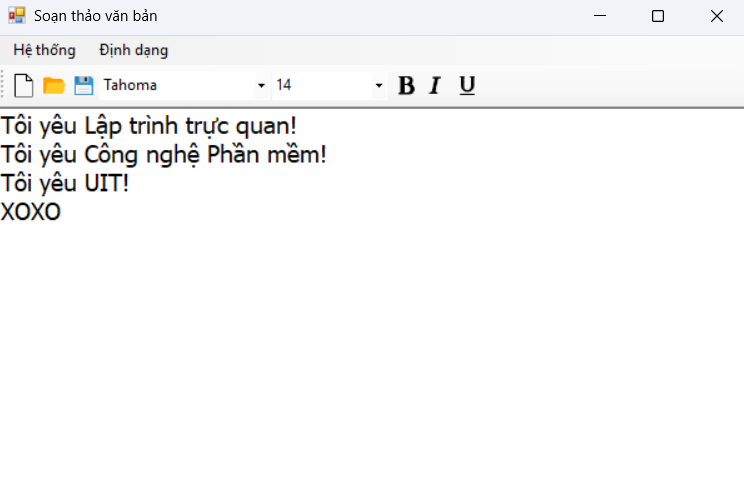 Soạn thảo văn bản
Hệ thống Định dạng
Tahoma 14 B I U
Tôi yêu Lập trình trực quan!
Tôi yêu Công nghệ Phần mềm!
Tôi yêu UIT!
XOXO